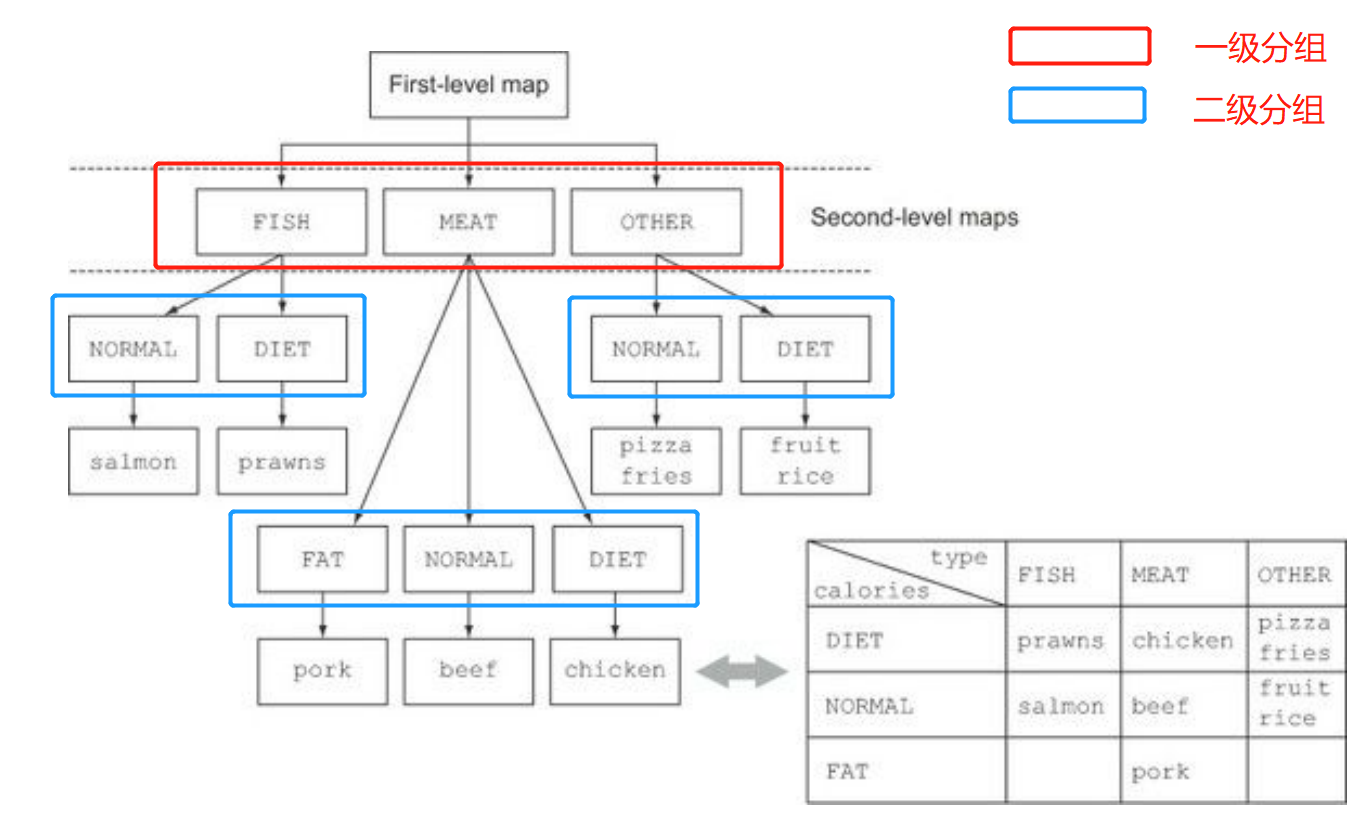 一级分组
二级分组
First-level map
FISH
MEAT
OTHER
Second-level maps
NORMAL
DIET
NORMAL
DIET
salmon
prawns
pizza
fries
fruit
rice
FAT
NORMAL
DIET
pork
beef
chicken
type
calories
FISH
MEAT
OTHER
DIET
prawns
chicken
pizza
fries
NORMAL
salmon
beef
fruit
rice
FAT
pork